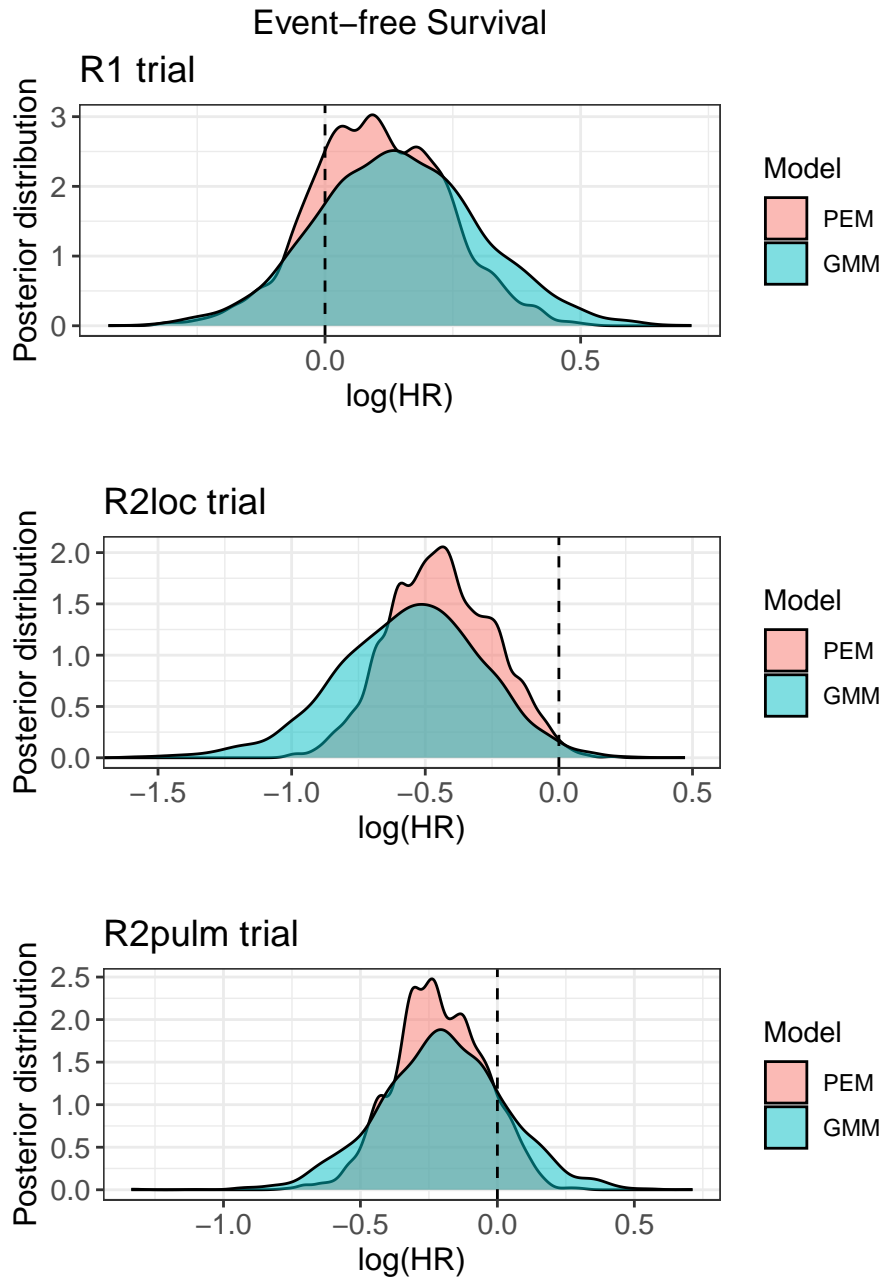 Event−free Survival
R1 trial
Posterior distribution
3
2
1
0
0.0 0.5
log(HR)
Model
PEM
GMM
R2loc trial
Posterior distribution
2.0
1.5
1.0
0.5
0.0
−1.5 −1.0 −0.5 0.0 0.5
log(HR)
Model
PEM
GMM
R2pulm trial
Posterior distribution
2.5
2.0
1.5
1.0
0.5
0.0
−1.0 −0.5 0.0 0.5
log(HR)
Model
PEM
GMM